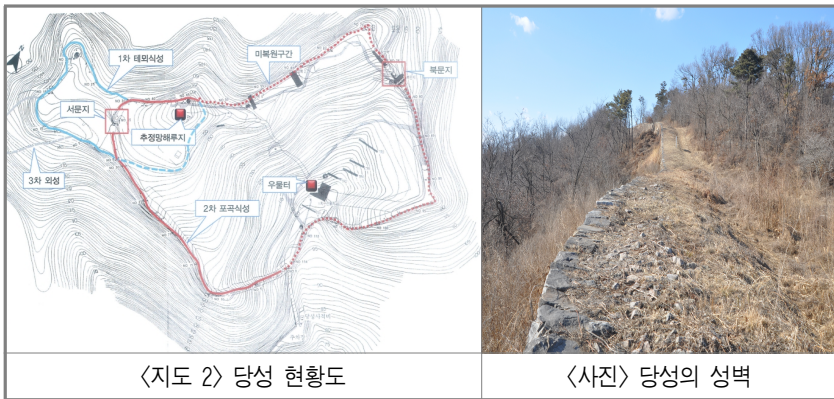 1차 테뫼식성
미복원구간
북문지
서문지
추정망해루지
3차 외성
우물터
2차 포곡식성
〈지도 2〉 당성 현황도
〈사진〉 당성의 성벽